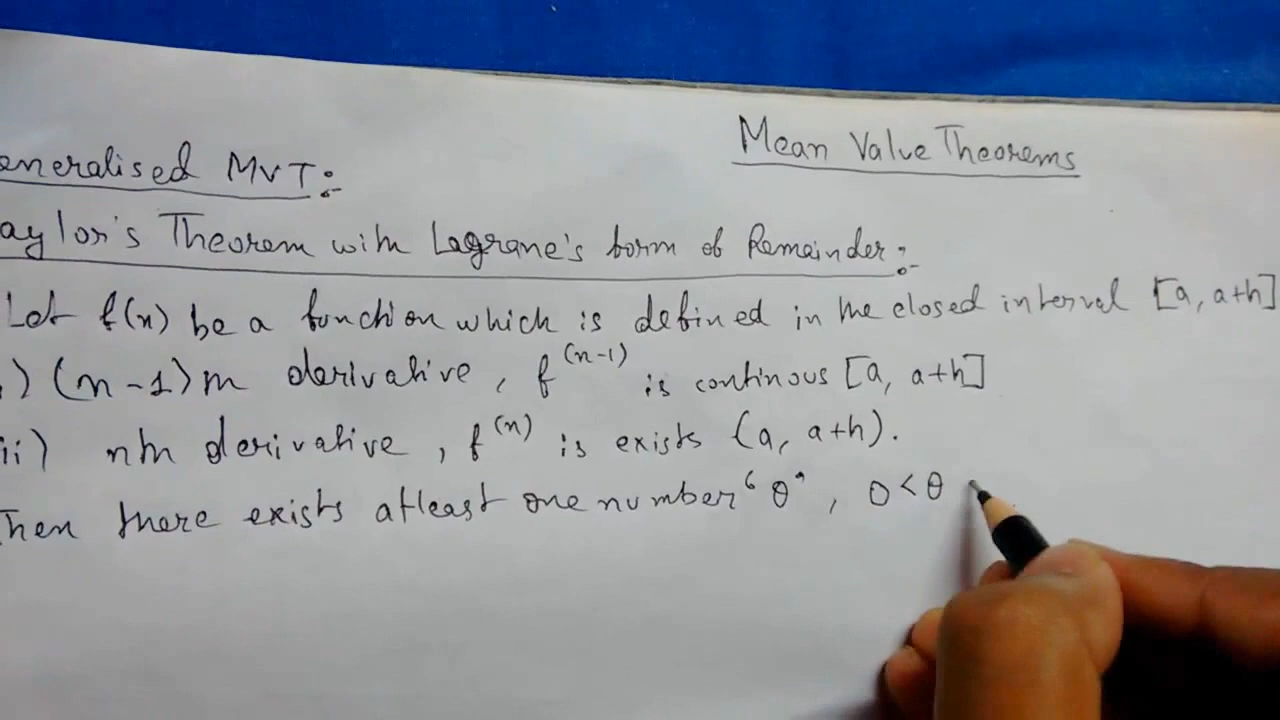 Mean Value Theorems
eneralised MVT:
aylor's Theorem with Lagrane's form of Remainder:
Let f(x) be a function which is defined in the closed interval [a, a+h]
) (n-1)th derivative, f^(n-1) is continous [a, a+h]
ii) nth derivative, f^(n) is exists (a, a+h).
Then there exists atleast one number 'θ', 0<θ